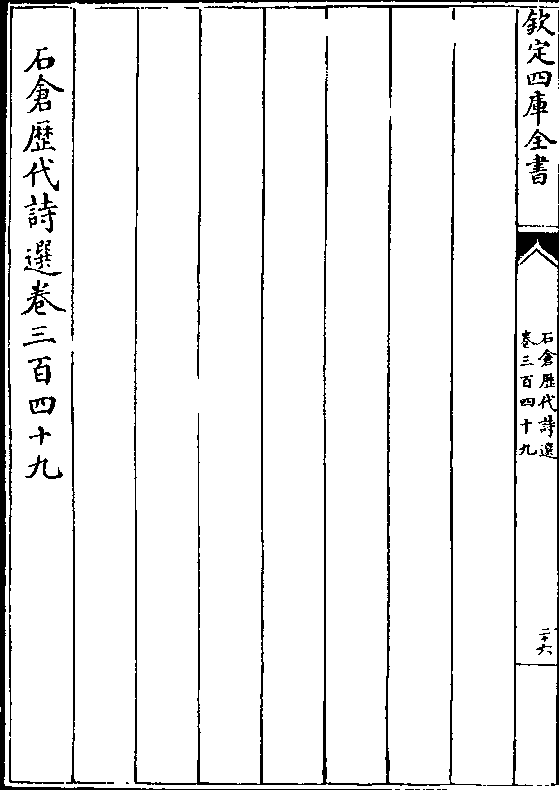 欽定四庫全書
石倉歷代詩選
卷三百四十九
二十六
石倉歷代詩選卷三百四十九